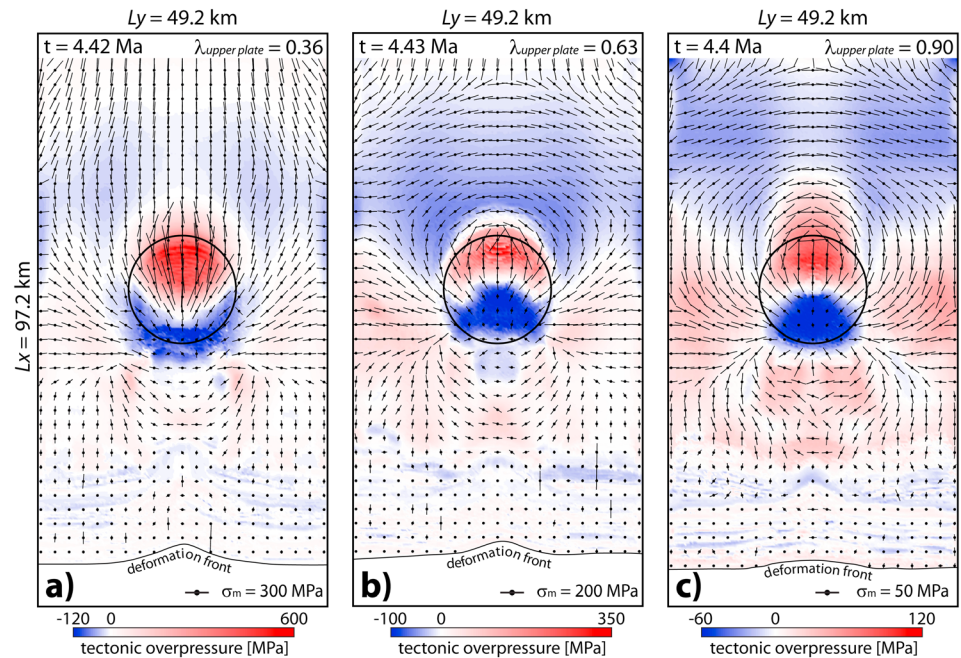 Ly = 49.2 km
Ly = 49.2 km
Ly = 49.2 km
Lx = 97.2 km
t = 4.42 Ma λupper plate = 0.36
t = 4.43 Ma λupper plate = 0.63
t = 4.4 Ma λupper plate = 0.90
deformation front
deformation front
deformation front
a) σm = 300 MPa
b) σm = 200 MPa
c) σm = 50 MPa
-120 0 600
tectonic overpressure [MPa]
-100 0 350
tectonic overpressure [MPa]
-60 0 120
tectonic overpressure [MPa]